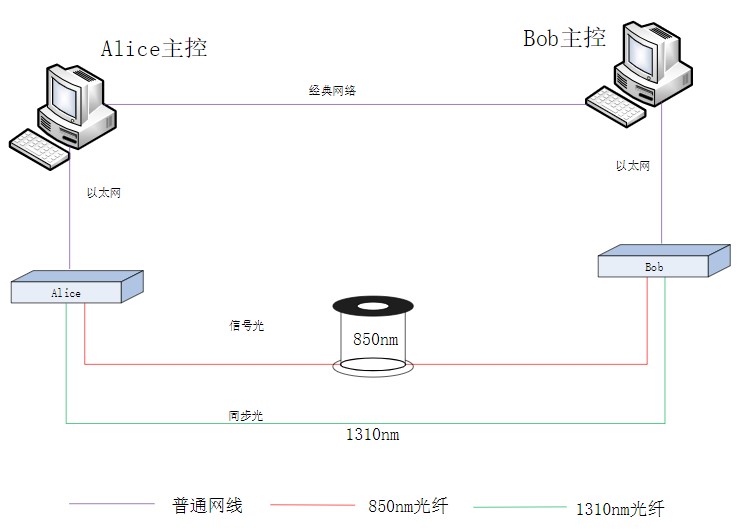 Alice主控
Bob主控
经典网络
以太网
以太网
Alice
Bob
信号光
850nm
同步光
1310nm
普通网线
850nm光纤
1310nm光纤